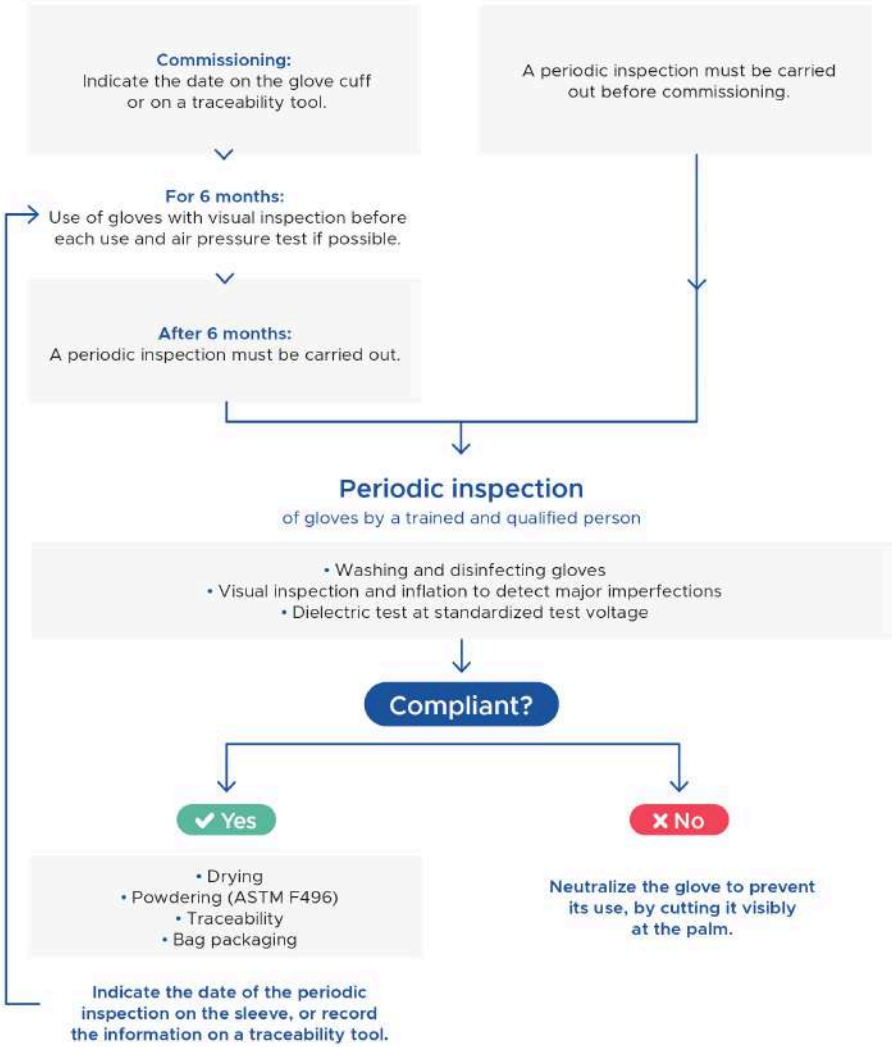 Commissioning:
Indicate the date on the glove cuff
or on a traceability tool.
A periodic inspection must be carried
out before commissioning.
For 6 months:
Use of gloves with visual inspection before
each use and air pressure test if possible.
After 6 months:
A periodic inspection must be carried out.
Periodic inspection
of gloves by a trained and qualified person
• Washing and disinfecting gloves
• Visual inspection and inflation to detect major imperfections
• Dielectric test at standardized test voltage
Compliant?
Yes
No
• Drying
• Powdering (ASTM F496)
• Traceability
• Bag packaging
Neutralize the glove to prevent
its use, by cutting it visibly
at the palm.
Indicate the date of the periodic
inspection on the sleeve, or record
the information on a traceability tool.